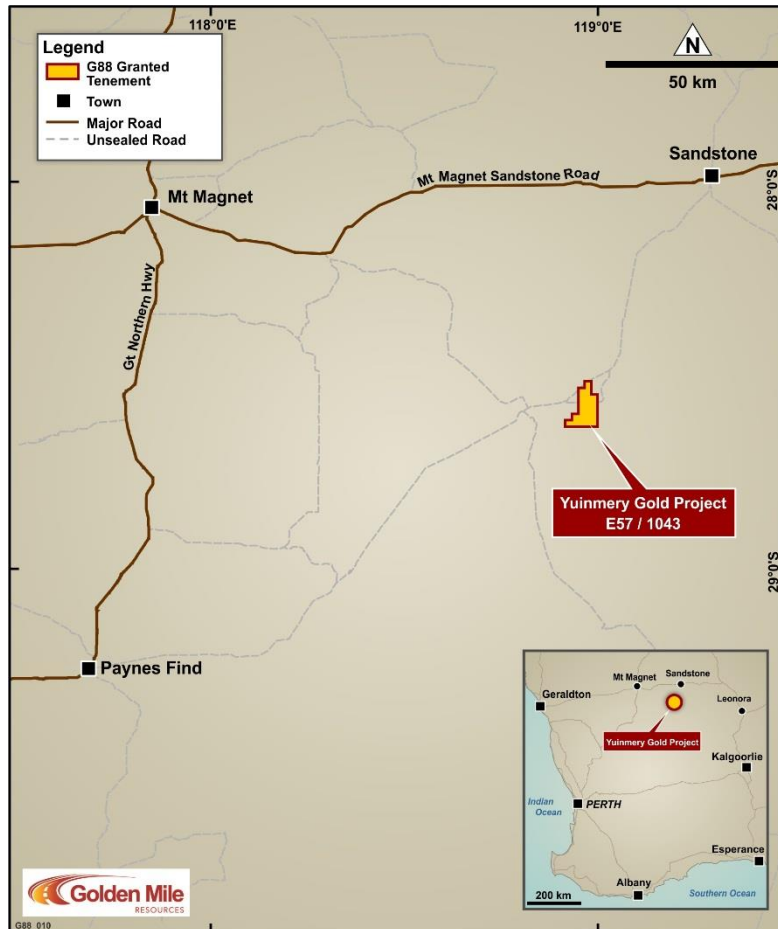 118°0'E
119°0'E
Legend
G88 Granted
Tenement
Town
Major Road
Unsealed Road
N
50 km
Sandstone
Mt Magnet Sandstone Road
28°0'S
Mt Magnet
Gt Northern Hwy
Yuinmery Gold Project
E57 / 1043
29°0'S
Paynes Find
Mt Magnet
Sandstone
Geraldton
Leonora
Yuinmery Gold Project
Kalgoorlie
Indian
Ocean
PERTH
Esperance
Albany
200 km
Southern Ocean
Golden Mile
RESOURCES
G88_010